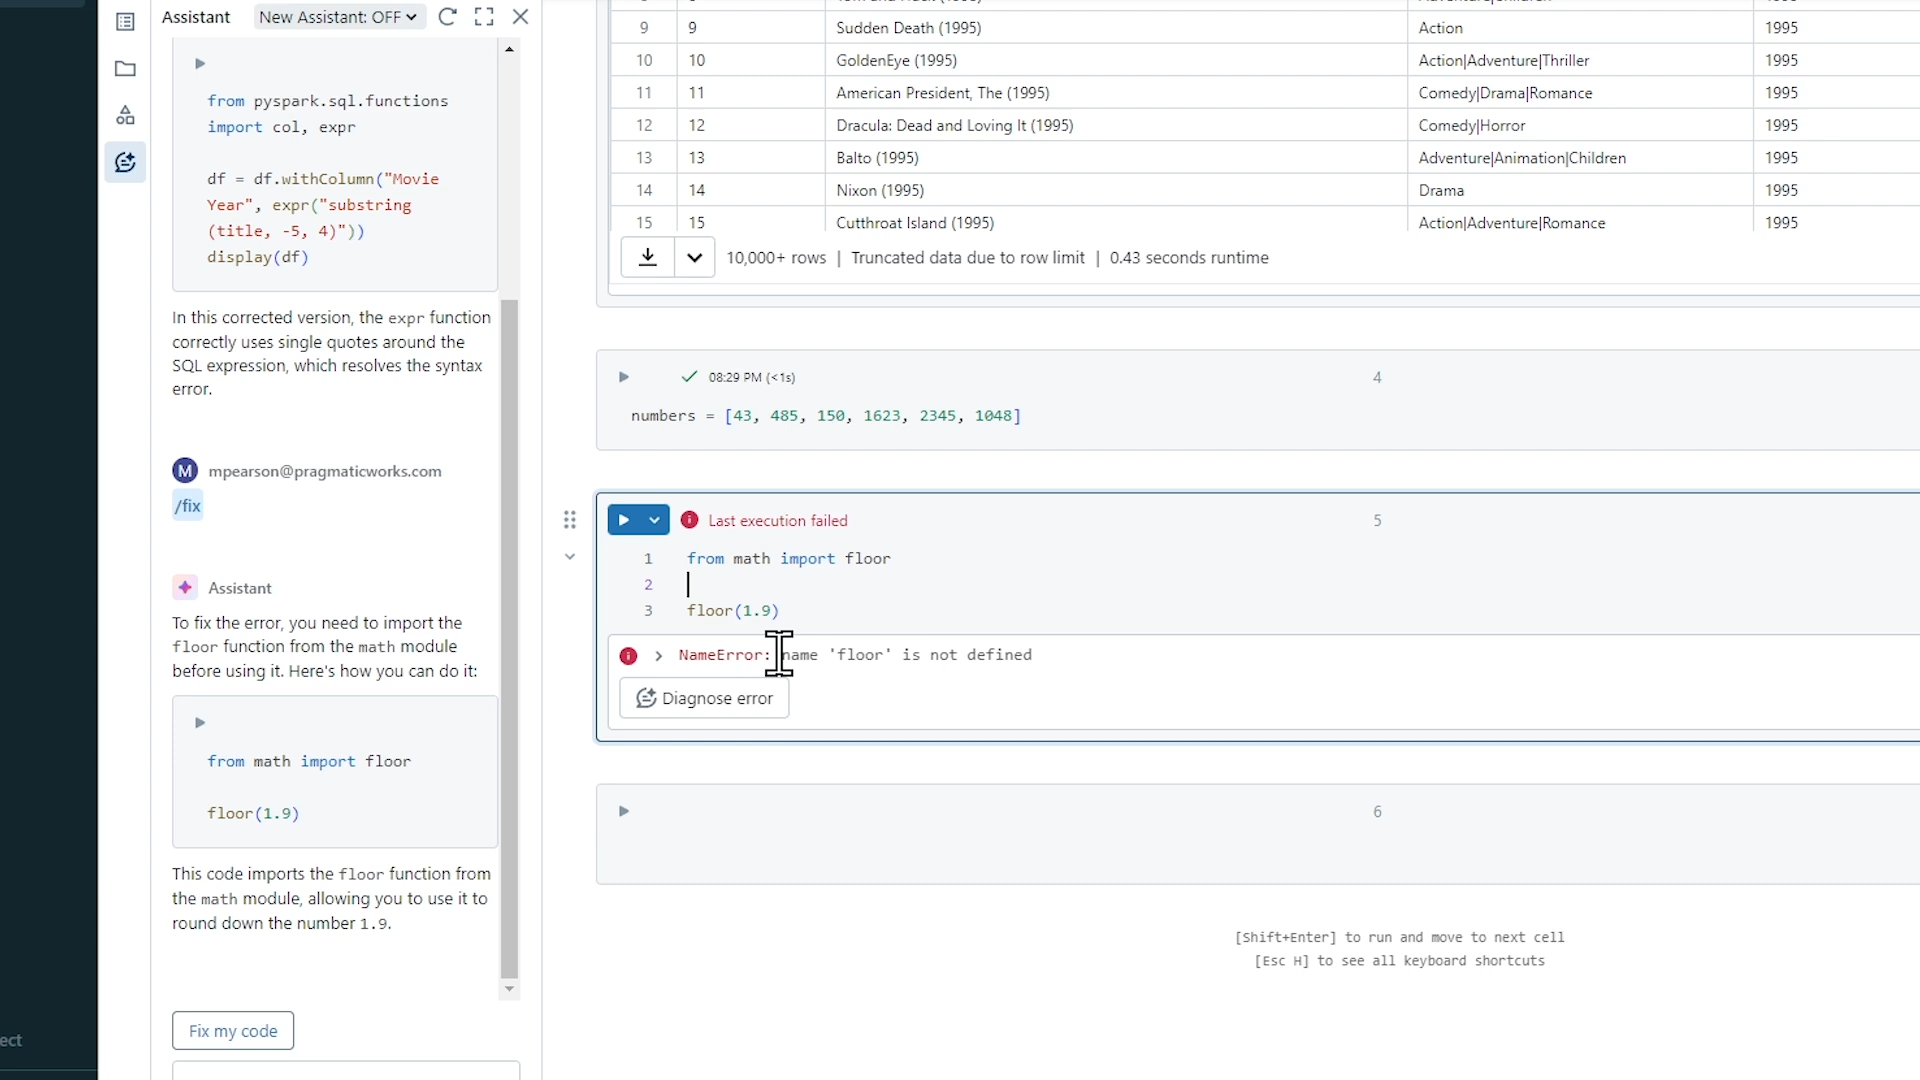 Assistant
New Assistant: OFF
from pyspark.sql.functions
import col, expr
df = df.withColumn("Movie
Year", expr("substring
(title, -5, 4)"))
display(df)
In this corrected version, the expr function
correctly uses single quotes around the
SQL expression, which resolves the syntax
error.
M mpearson@pragmaticworks.com
/fix
Assistant
To fix the error, you need to import the
floor function from the math module
before using it. Here's how you can do it:
from math import floor
floor(1.9)
This code imports the floor function from
the math module, allowing you to use it to
round down the number 1.9.
Fix my code
ect
9 9 Sudden Death (1995) Action 1995
10 10 GoldenEye (1995) Action|Adventure|Thriller 1995
11 11 American President, The (1995) Comedy|Drama|Romance 1995
12 12 Dracula: Dead and Loving It (1995) Comedy|Horror 1995
13 13 Balto (1995) Adventure|Animation|Children 1995
14 14 Nixon (1995) Drama 1995
15 15 Cutthroat Island (1995) Action|Adventure|Romance 1995
10,000+ rows | Truncated data due to row limit | 0.43 seconds runtime
08:29 PM (<1s) 4
numbers = [43, 485, 150, 1623, 2345, 1048]
Last execution failed 5
1 from math import floor
2
3 floor(1.9)
NameError: name 'floor' is not defined
Diagnose error
6
[Shift+Enter] to run and move to next cell
[Esc H] to see all keyboard shortcuts